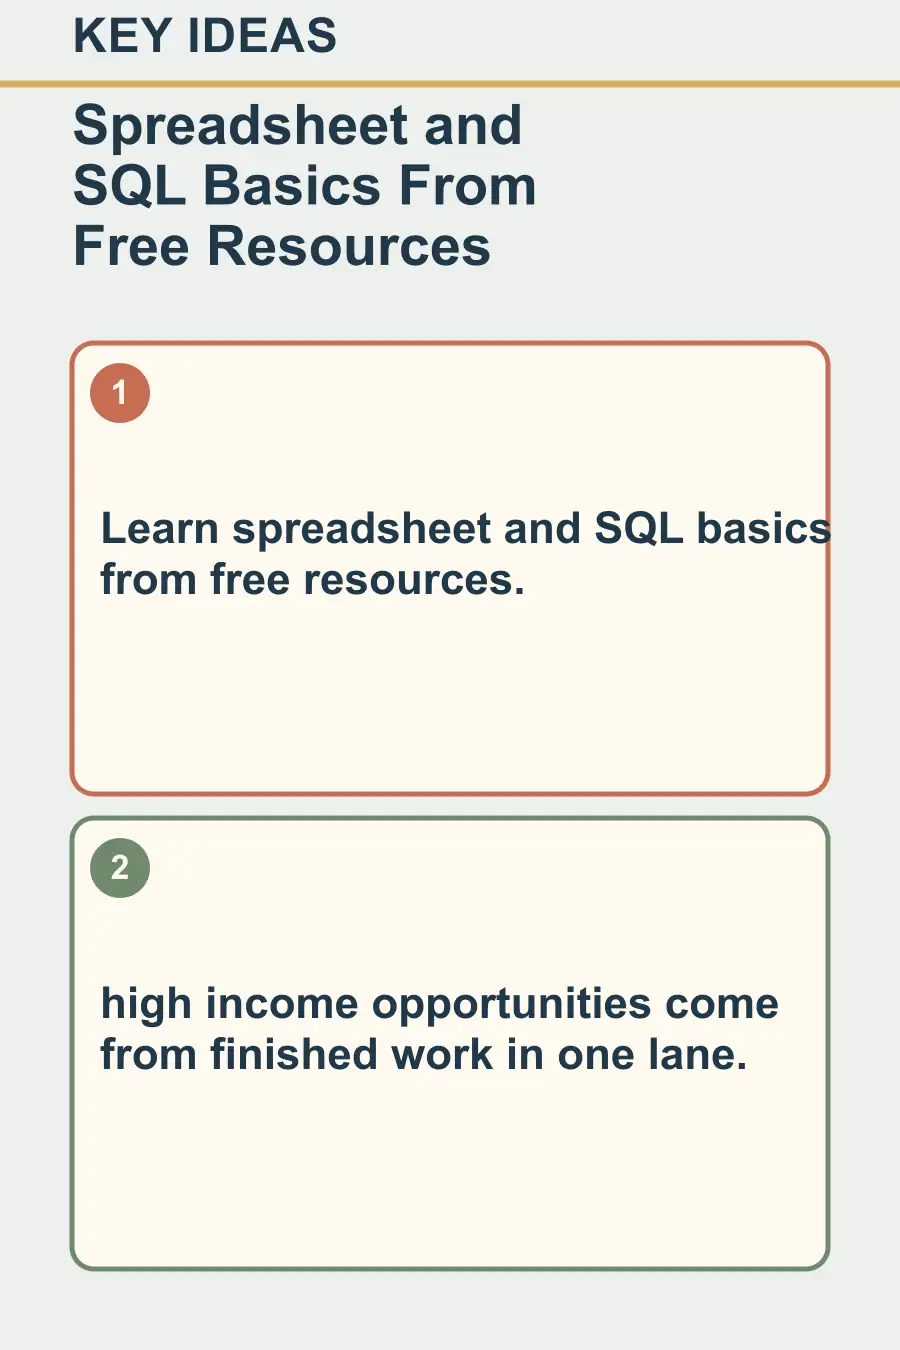 KEY IDEAS
Spreadsheet and
SQL Basics From
Free Resources
1
Learn spreadsheet and SQL basics
from free resources.
2
high income opportunities come
from finished work in one lane.